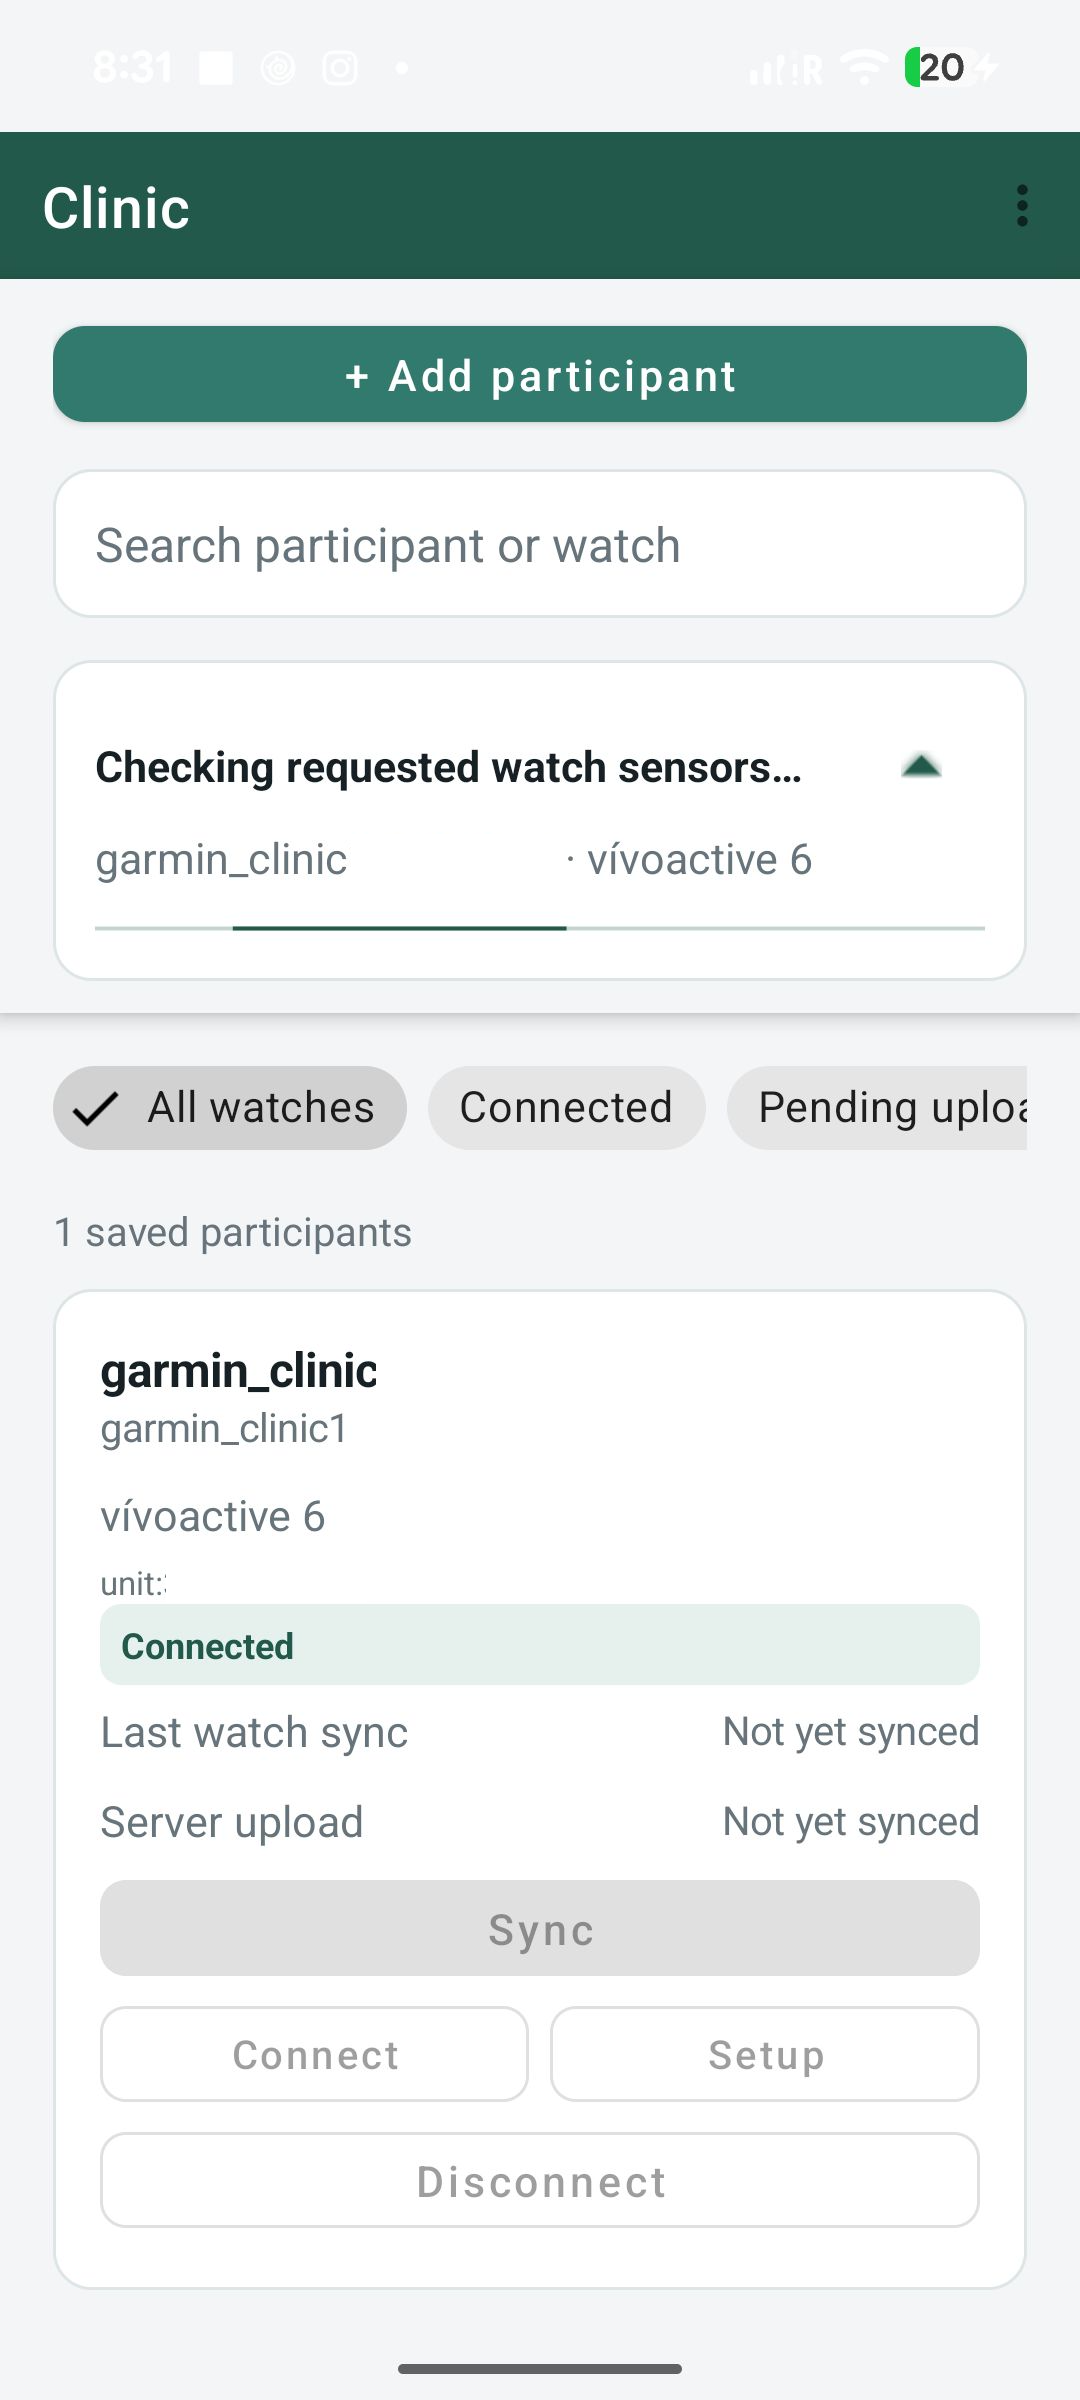 8:31
R
20
Clinic
+ Add participant
Search participant or watch
Checking requested watch sensors...
garmin_clinic · vívoactive 6
All watches
Connected
Pending uploa
1 saved participants
garmin_clinic
garmin_clinic1
vívoactive 6
unit:
Connected
Last watch sync Not yet synced
Server upload Not yet synced
Sync
Connect Setup
Disconnect